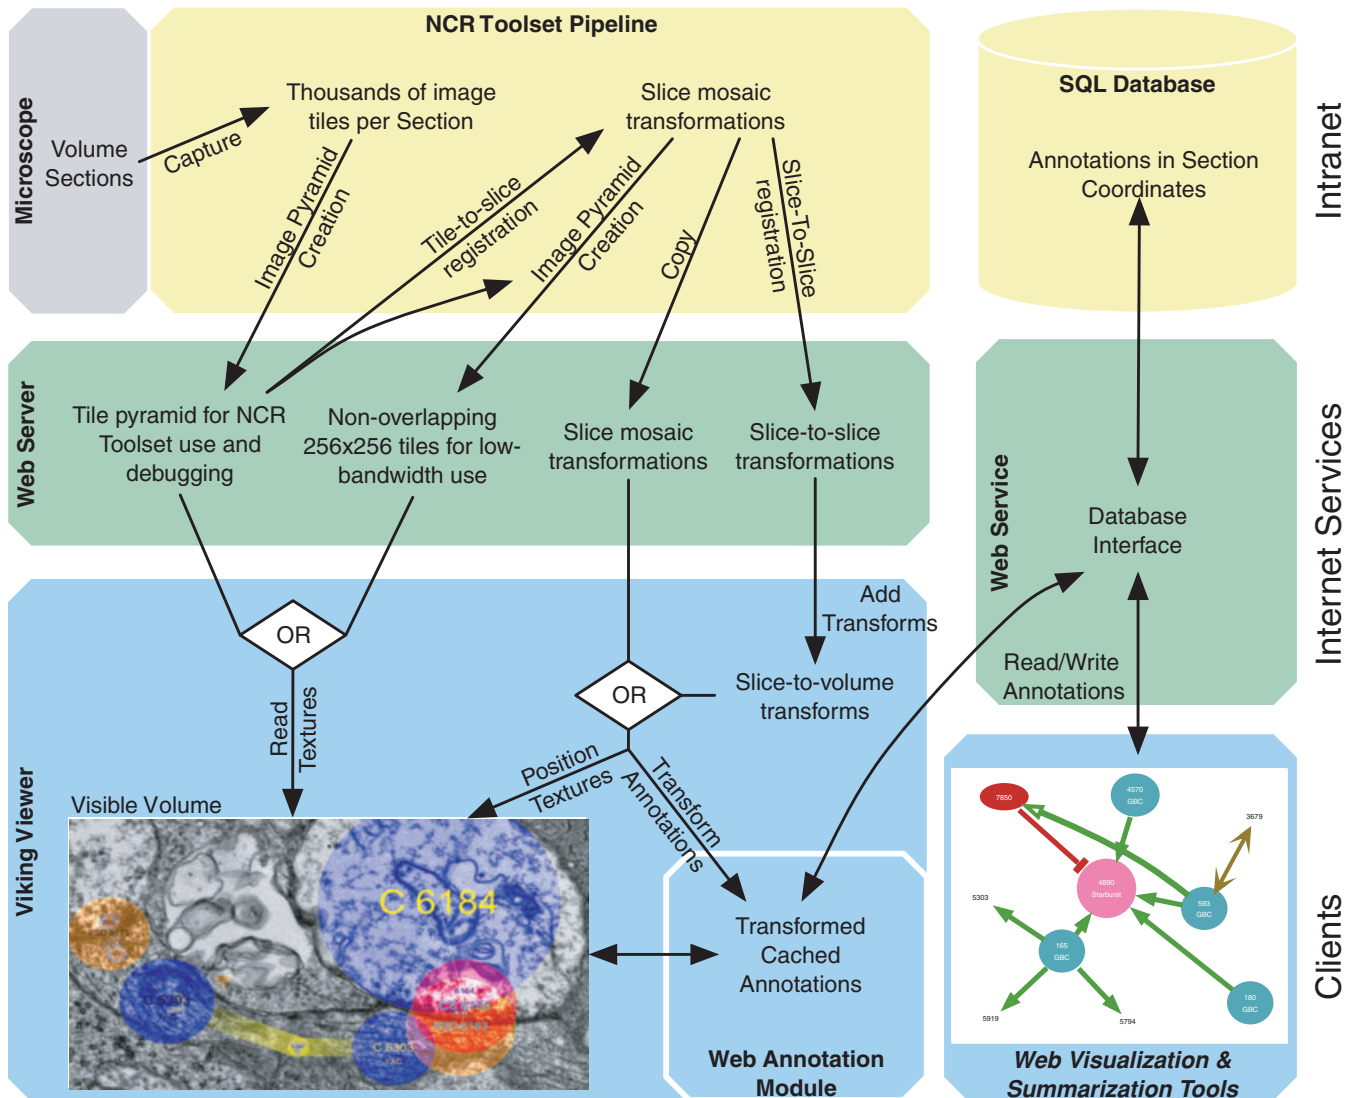 NCR Toolset Pipeline
Microscope
Volume
Sections
Capture
Thousands of image
tiles per Section
Slice mosaic
transformations
Image Pyramid
Creation
Tile-to-slice
registration
Image Pyramid
Creation
Copy
Slice-To-Slice
registration
SQL Database
Annotations in Section
Coordinates
Intranet
Web Server
Tile pyramid for NCR
Toolset use and
debugging
Non-overlapping
256x256 tiles for low-
bandwidth use
Slice mosaic
transformations
Slice-to-slice
transformations
Web Service
Database
Interface
Read/Write
Annotations
Internet Services
Viking Viewer
OR
Read
Textures
Add
Transforms
OR
Slice-to-volume
transforms
Position
Textures
Transform
Annotations
Visible Volume
C 6184
C 5303
C 5303
Transformed
Cached
Annotations
Web Annotation
Module
7850
4570
GBC
3679
4890
Starburst
593
GBC
5303
165
GBC
180
GBC
5919
5794
Web Visualization &
Summarization Tools
Clients